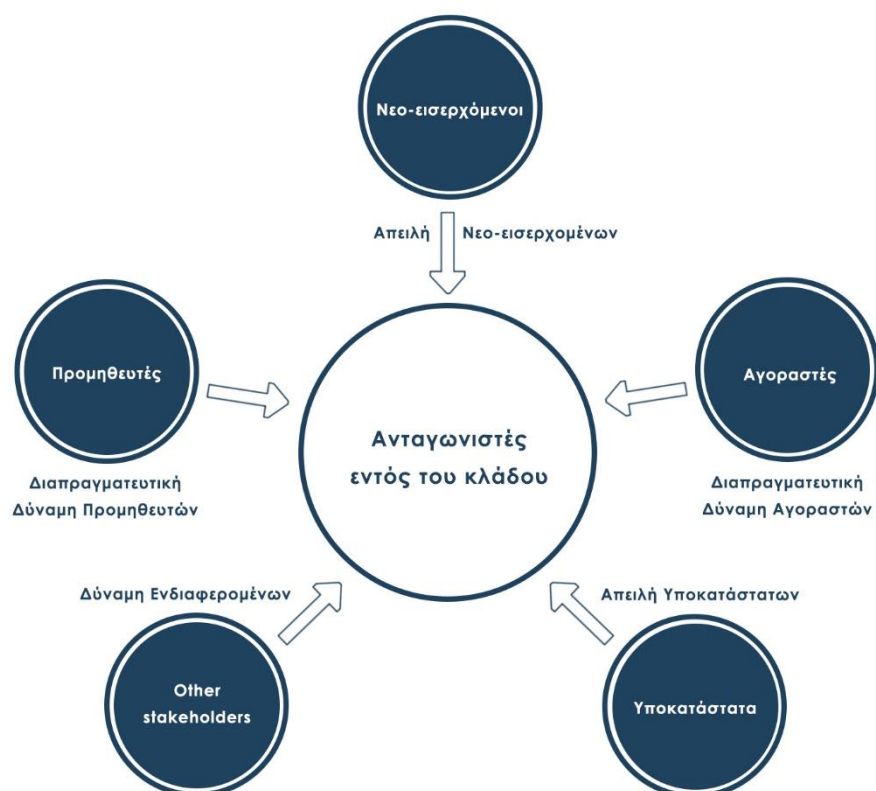 Νεο-εισερχόμενοι
Απειλή Νεο-εισερχομένων
Προμηθευτές
Αγοραστές
Ανταγωνιστές
εντός του κλάδου
Διαπραγματευτική
Δύναμη Προμηθευτών
Διαπραγματευτική
Δύναμη Αγοραστών
Δύναμη Ενδιαφερομένων
Απειλή Υποκατάστατων
Other
stakeholders
Υποκατάστατα